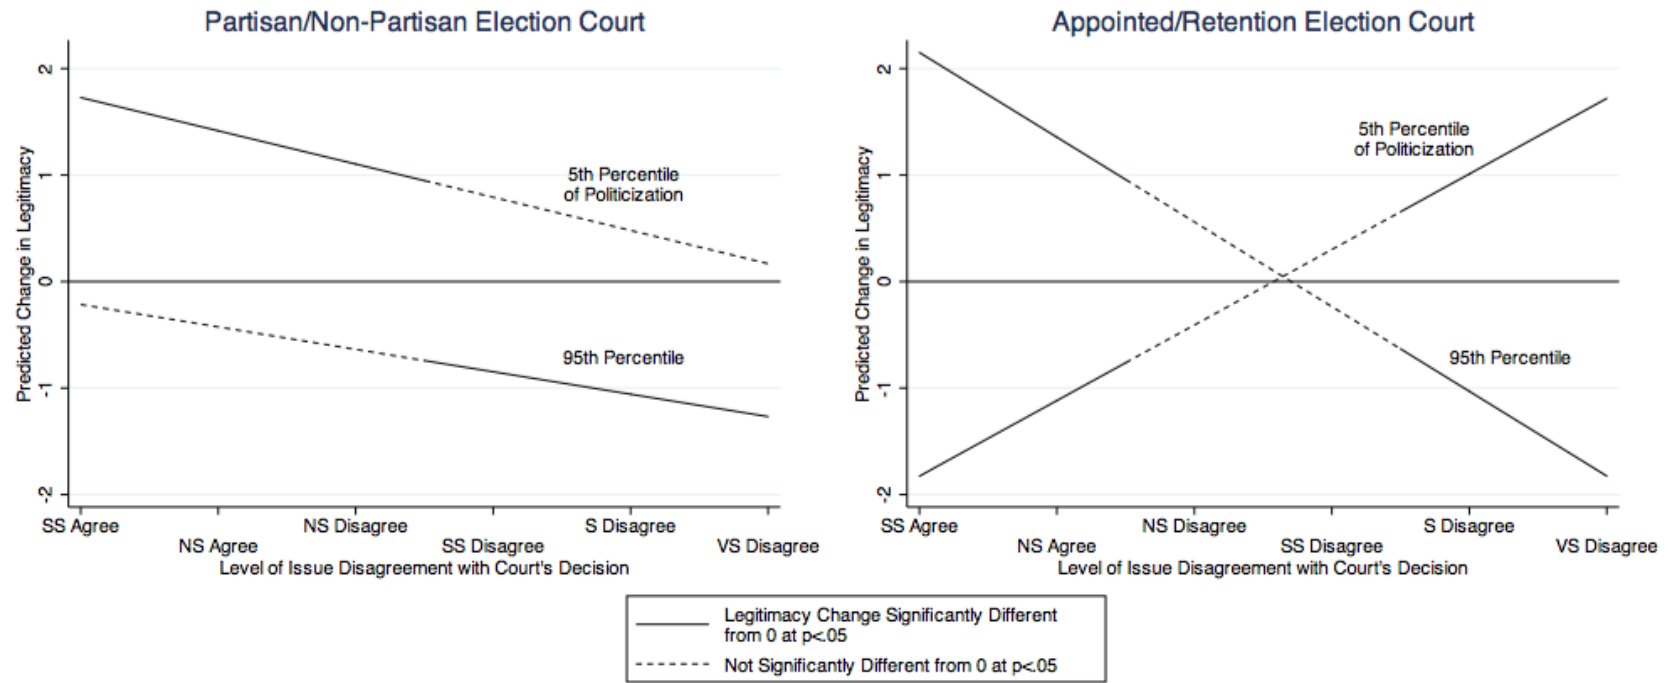 Partisan/Non-Partisan Election Court
2
1
0
-1
-2
Predicted Change in Legitimacy
5th Percentile
of Politicization
95th Percentile
SS Agree
NS Agree
NS Disagree
SS Disagree
S Disagree
VS Disagree
Level of Issue Disagreement with Court's Decision
Appointed/Retention Election Court
2
1
0
-1
-2
Predicted Change in Legitimacy
5th Percentile
of Politicization
95th Percentile
SS Agree
NS Agree
NS Disagree
SS Disagree
S Disagree
VS Disagree
Level of Issue Disagreement with Court's Decision
Legitimacy Change Significantly Different
from 0 at p<.05
Not Significantly Different from 0 at p<.05